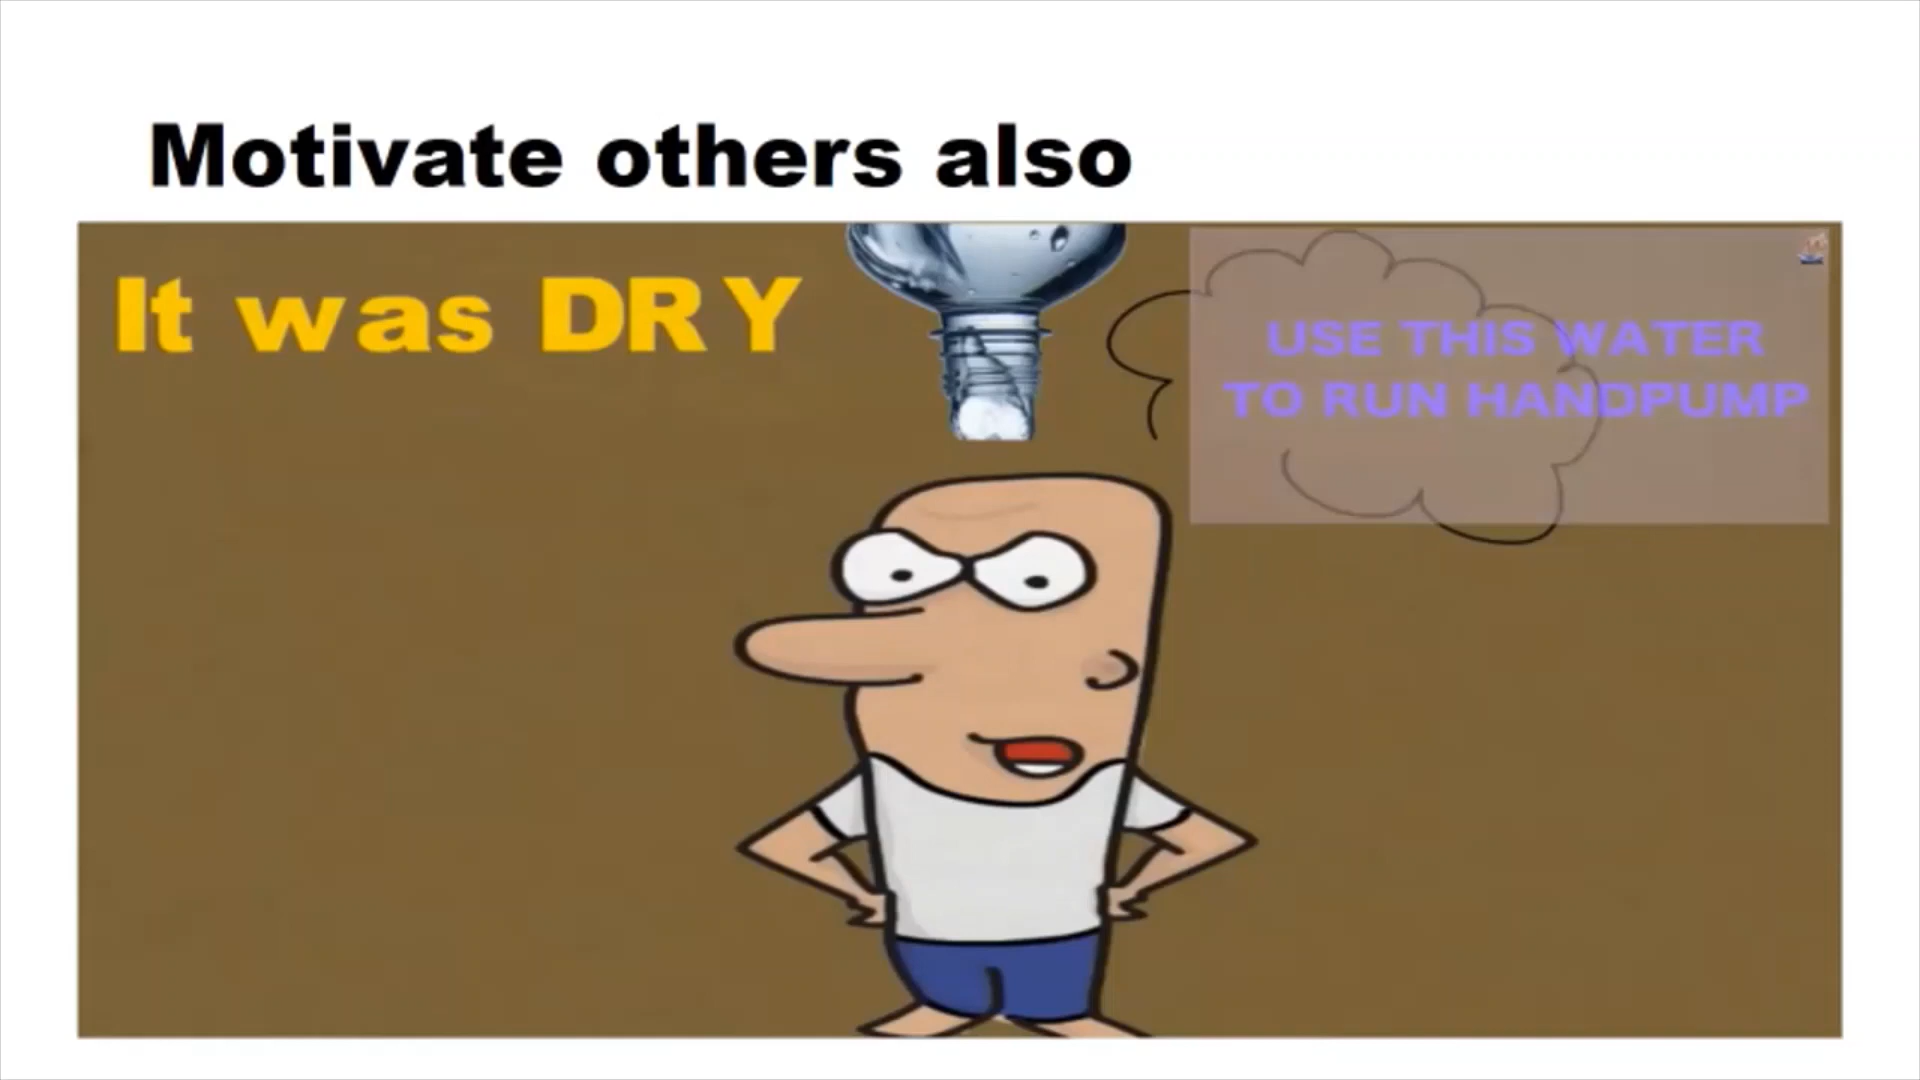 Motivate others also
It was DRY
USE THIS WATER
TO RUN HANDPUMP